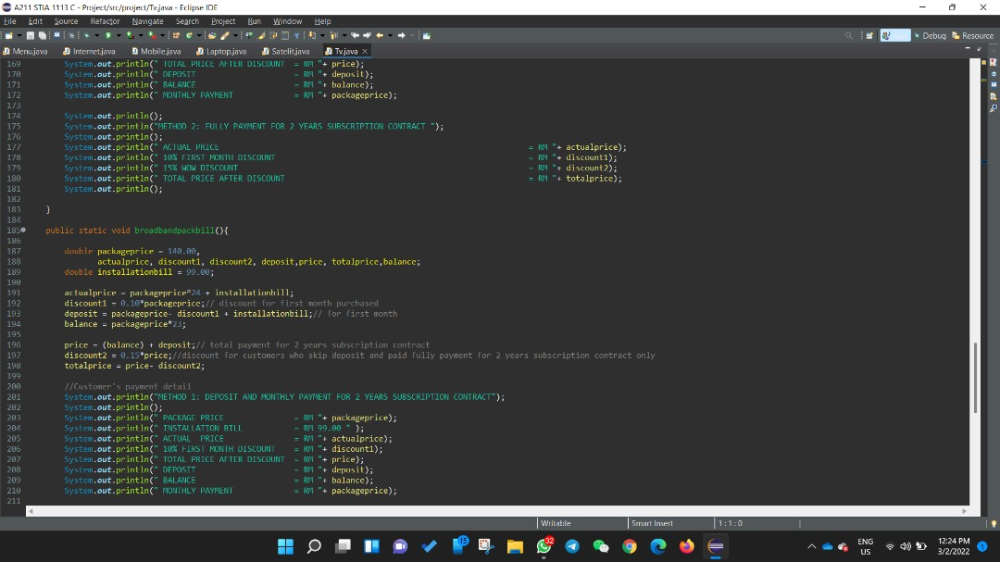 A211 STIA 1113 C - Project/src/project/Tv.java - Eclipse IDE
File Edit Source Refactor Navigate Search Project Run Window Help
Debug Resource
Menu.java Internet.java Mobile.java Laptop.java Satelit.java Tv.java
169 System.out.println(" TOTAL PRICE AFTER DISCOUNT = RM "+ price);
170 System.out.println(" DEPOSIT = RM "+ deposit);
171 System.out.println(" BALANCE = RM "+ balance);
172 System.out.println(" MONTHLY PAYMENT = RM "+ packageprice);
173
174 System.out.println();
175 System.out.println("METHOD 2: FULLY PAYMENT FOR 2 YEARS SUBSCRIPTION CONTRACT ");
176 System.out.println();
177 System.out.println(" ACTUAL PRICE = RM "+ actualprice);
178 System.out.println(" 10% FIRST MONTH DISCOUNT = RM "+ discount1);
179 System.out.println(" 15% WOW DISCOUNT = RM "+ discount2);
180 System.out.println(" TOTAL PRICE AFTER DISCOUNT = RM "+ totalprice);
181 System.out.println();
182
183 }
184
185 public static void broadbandpackbill(){
186
187 double packageprice = 140.00,
188 actualprice, discount1, discount2, deposit,price, totalprice,balance;
189 double installationbill = 99.00;
190
191 actualprice = packageprice*24 + installationbill;
192 discount1 = 0.10*packageprice;// discount for first month purchased
193 deposit = packageprice- discount1 + installationbill;// for first month
194 balance = packageprice*23;
195
196 price = (balance) + deposit;// total payment for 2 years subscription contract
197 discount2 = 0.15*price;//discount for customers who skip deposit and paid fully payment for 2 years subscription contract only
198 totalprice = price- discount2;
199
200 //Customer's payment detail
201 System.out.println("METHOD 1: DEPOSIT AND MONTHLY PAYMENT FOR 2 YEARS SUBSCRIPTION CONTRACT");
202 System.out.println();
203 System.out.println(" PACKAGE PRICE = RM "+ packageprice);
204 System.out.println(" INSTALLATION BILL = RM 99.00 " );
205 System.out.println(" ACTUAL PRICE = RM "+ actualprice);
206 System.out.println(" 10% FIRST MONTH DISCOUNT = RM "+ discount1);
207 System.out.println(" TOTAL PRICE AFTER DISCOUNT = RM "+ price);
208 System.out.println(" DEPOSIT = RM "+ deposit);
209 System.out.println(" BALANCE = RM "+ balance);
210 System.out.println(" MONTHLY PAYMENT = RM "+ packageprice);
211
Writable Smart Insert 1 : 1 : 0
15 32
ENG US
12:24 PM
3/2/2022
1